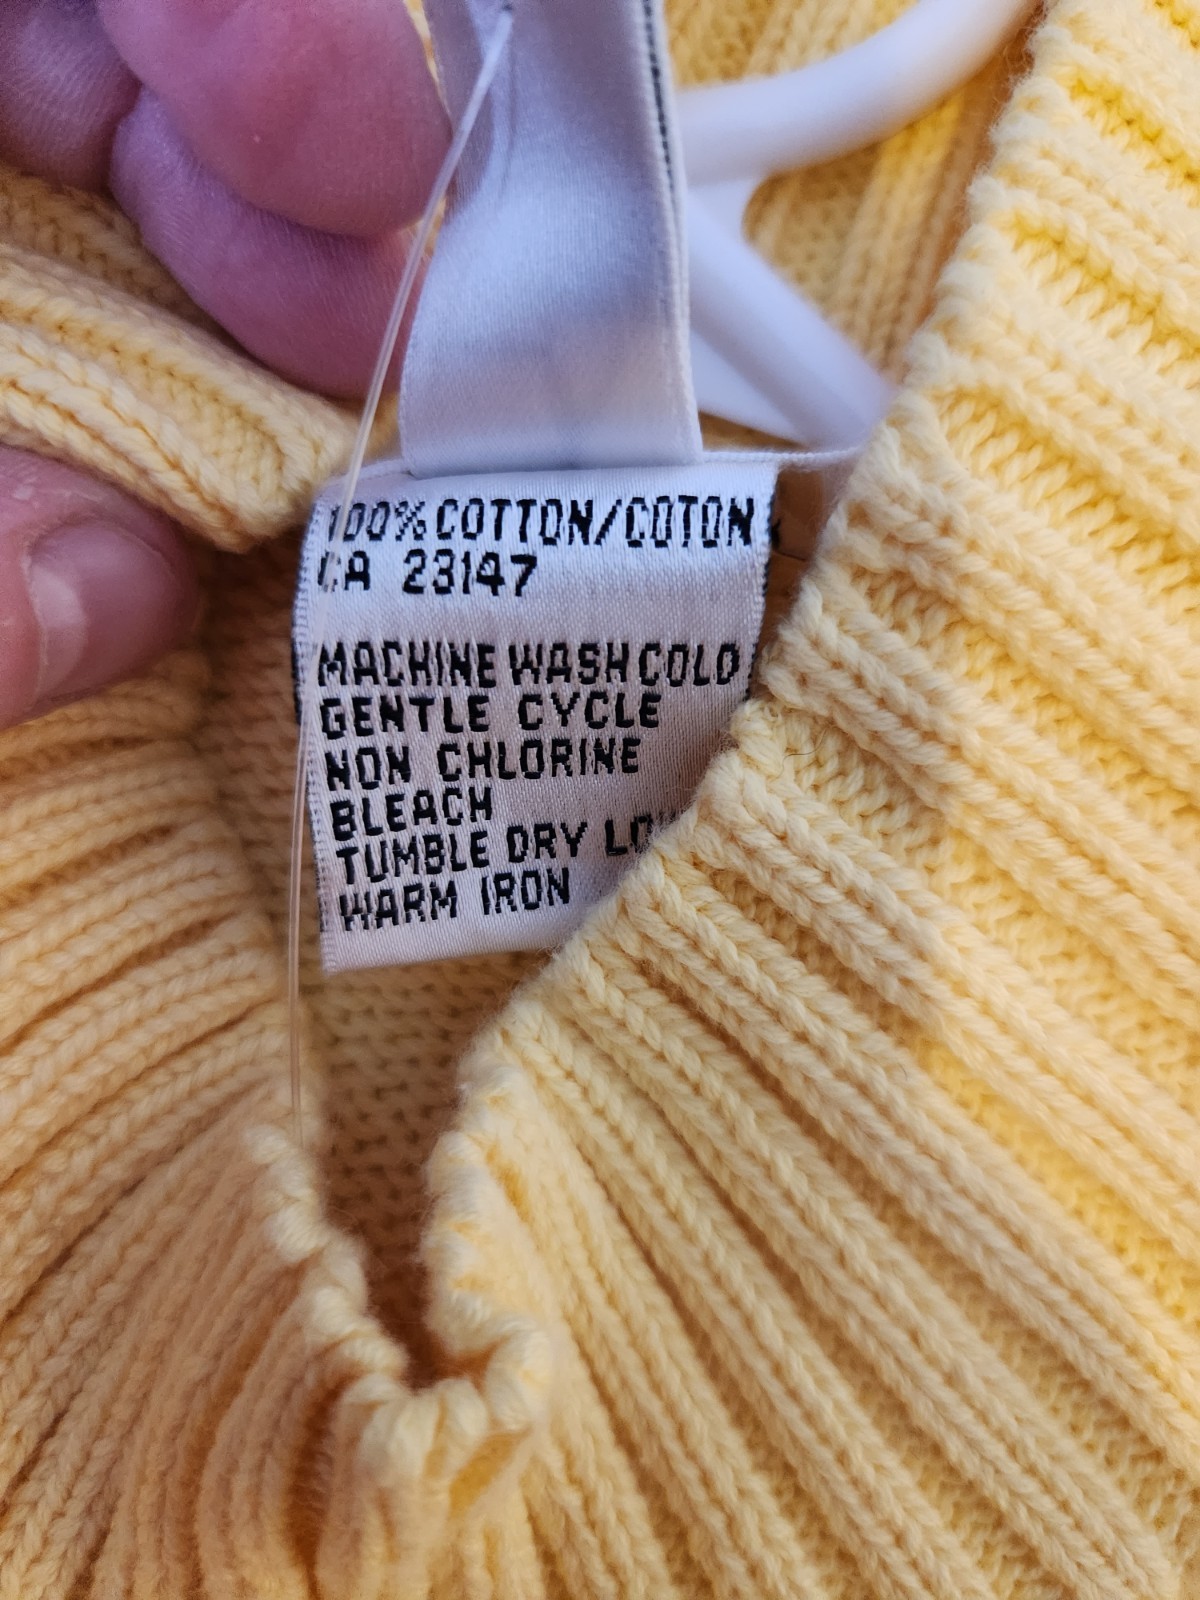 100% COTTON/COTON
CA 23147
MACHINE WASH COLD
GENTLE CYCLE
NON CHLORINE
BLEACH
TUMBLE DRY LOW
WARM IRON